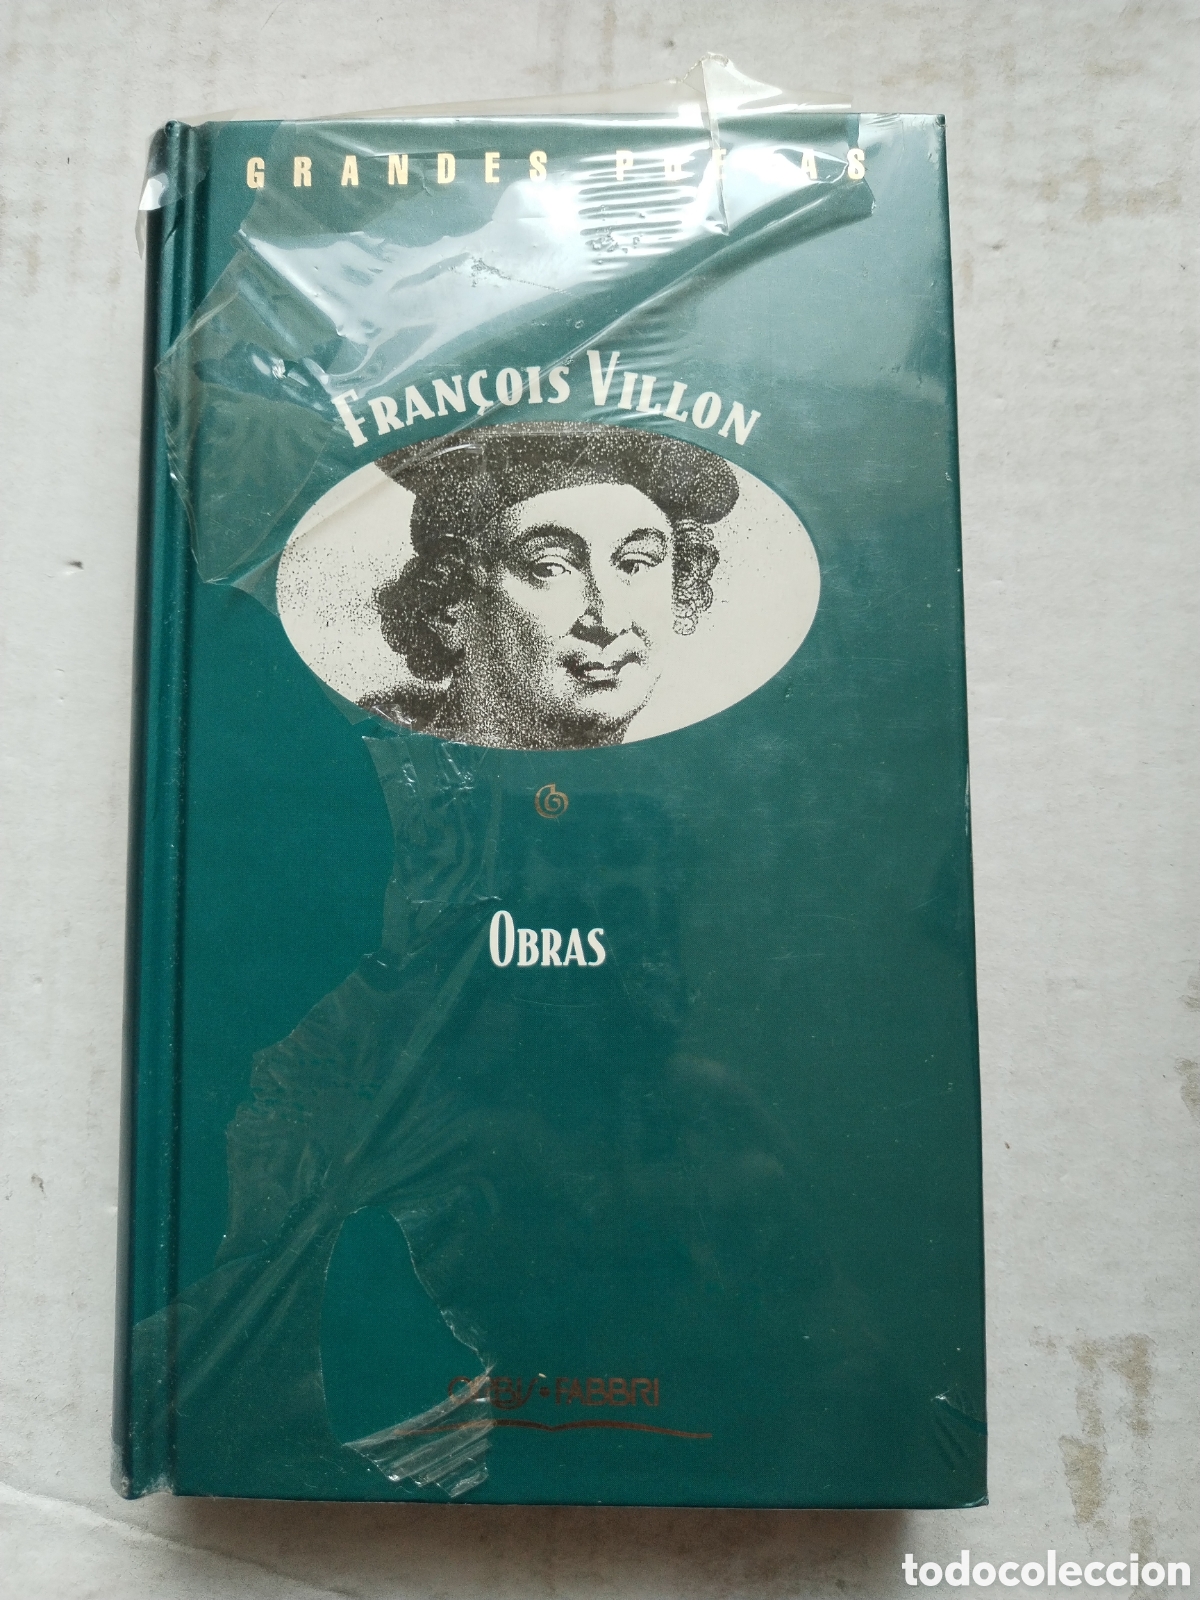 GRANDES POETAS
FRANÇOIS VILLON
OBRAS
ORBIS • FABBRI
todocoleccion